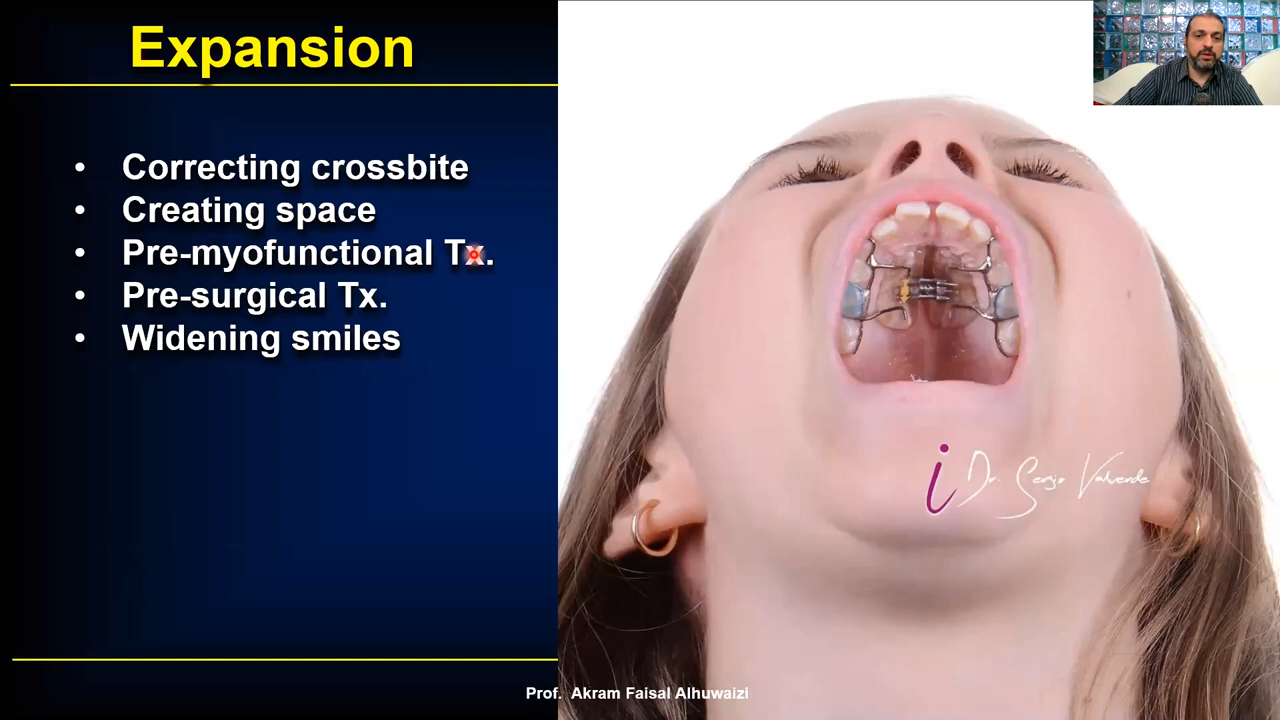 Expansion
• Correcting crossbite
• Creating space
• Pre-myofunctional Tx.
• Pre-surgical Tx.
• Widening smiles
i Dr. Sergio Valverde
Prof. Akram Faisal Alhuwaizi